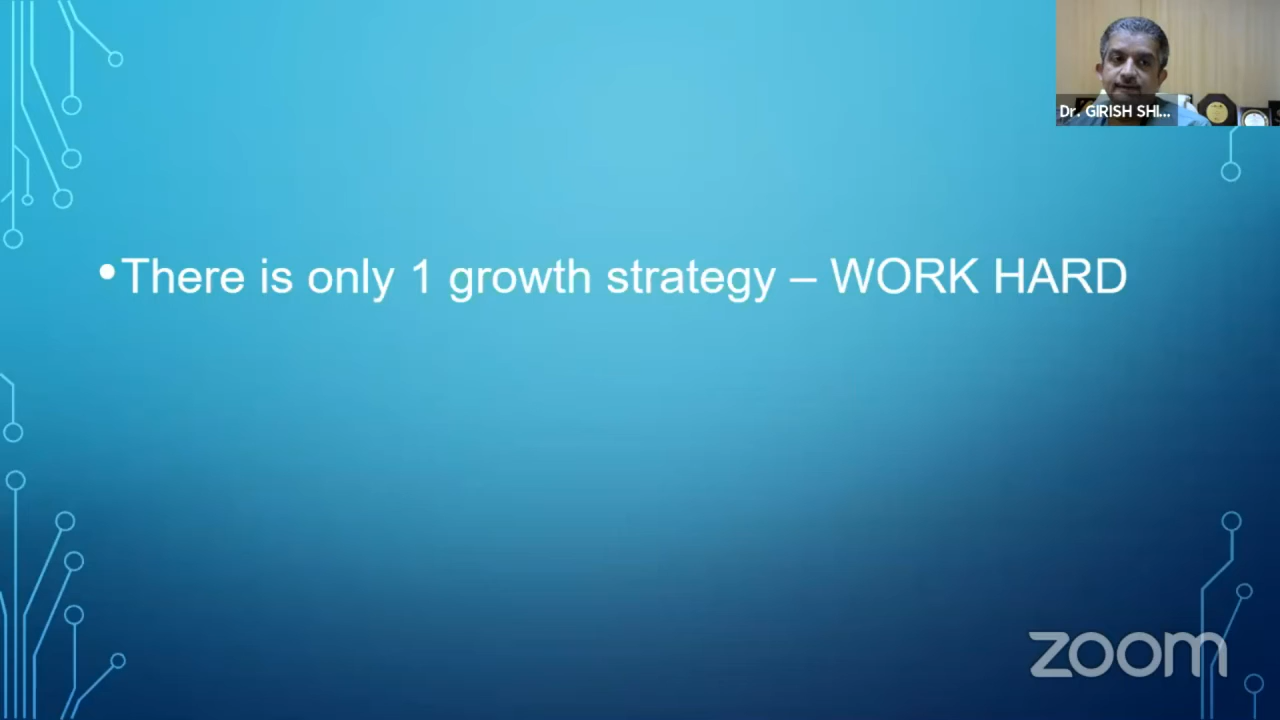 Dr. GIRISH SHI...
• There is only 1 growth strategy – WORK HARD
zoom